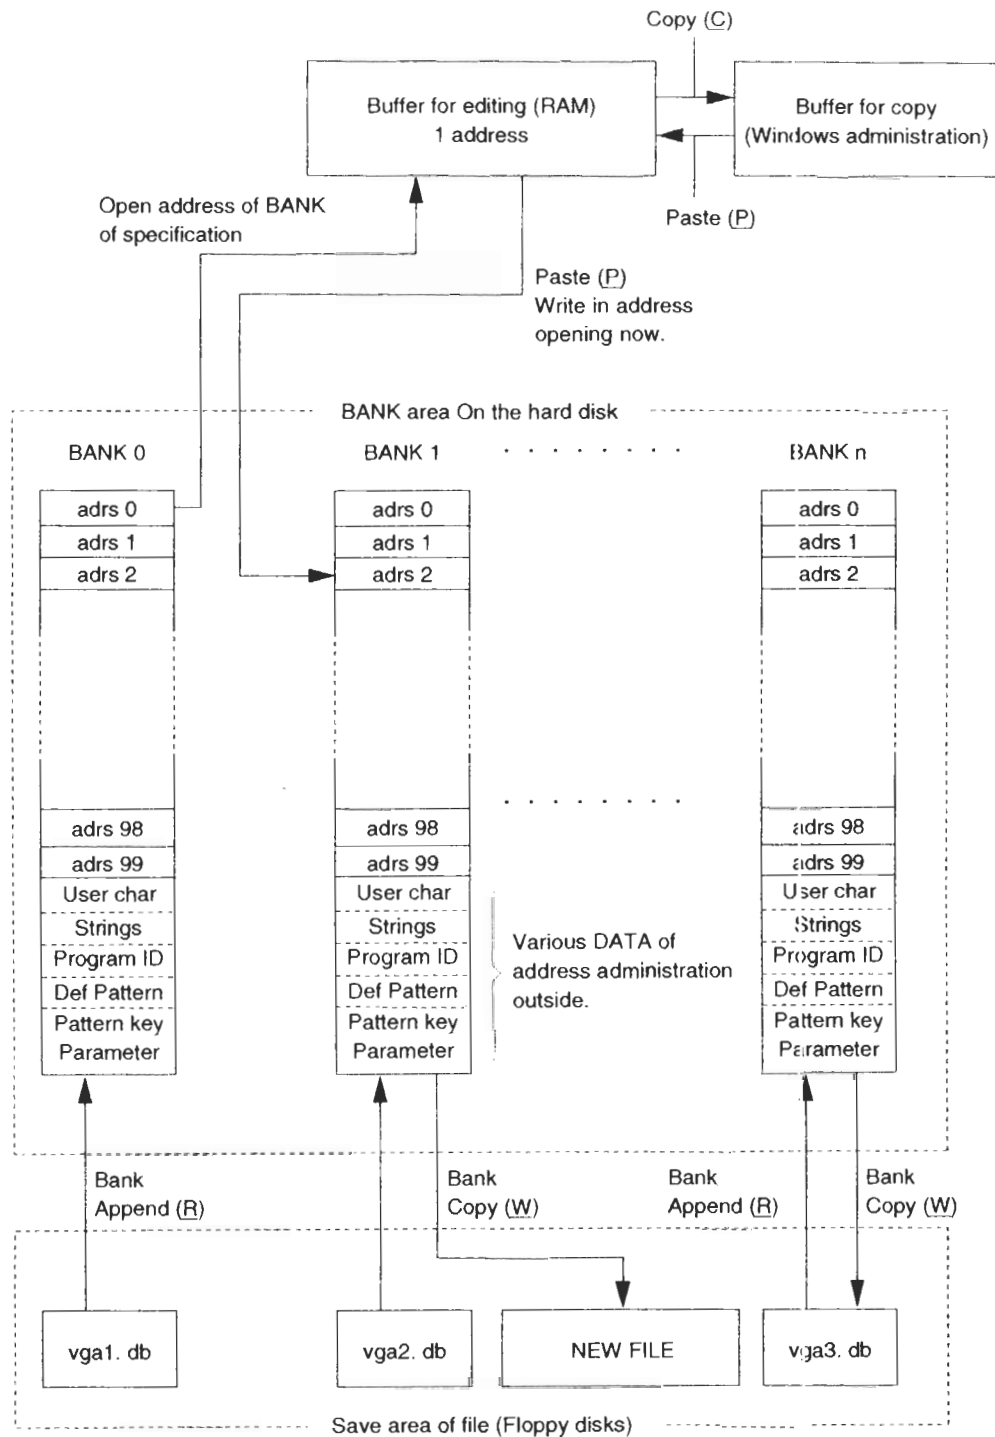 Copy (C)
Buffer for editing (RAM)
1 address
Buffer for copy
(Windows administration)
Paste (P)
Open address of BANK
of specification
Paste (P)
Write in address
opening now.
BANK area On the hard disk
BANK 0
BANK 1
. . . . . . . . .
BANK n
adrs 0
adrs 0
adrs 0
adrs 1
adrs 1
adrs 1
adrs 2
adrs 2
adrs 2
. . . . . . . . .
adrs 98
adrs 98
adrs 98
adrs 99
adrs 99
adrs 99
User char
User char
User char
Strings
Strings
Strings
Program ID
Program ID
Program ID
Def Pattern
Def Pattern
Def Pattern
Pattern key
Pattern key
Pattern key
Parameter
Parameter
Parameter
Various DATA of
address administration
outside.
Bank
Append (R)
Bank
Copy (W)
Bank
Append (R)
Bank
Copy (W)
vga1. db
vga2. db
NEW FILE
vga3. db
Save area of file (Floppy disks)